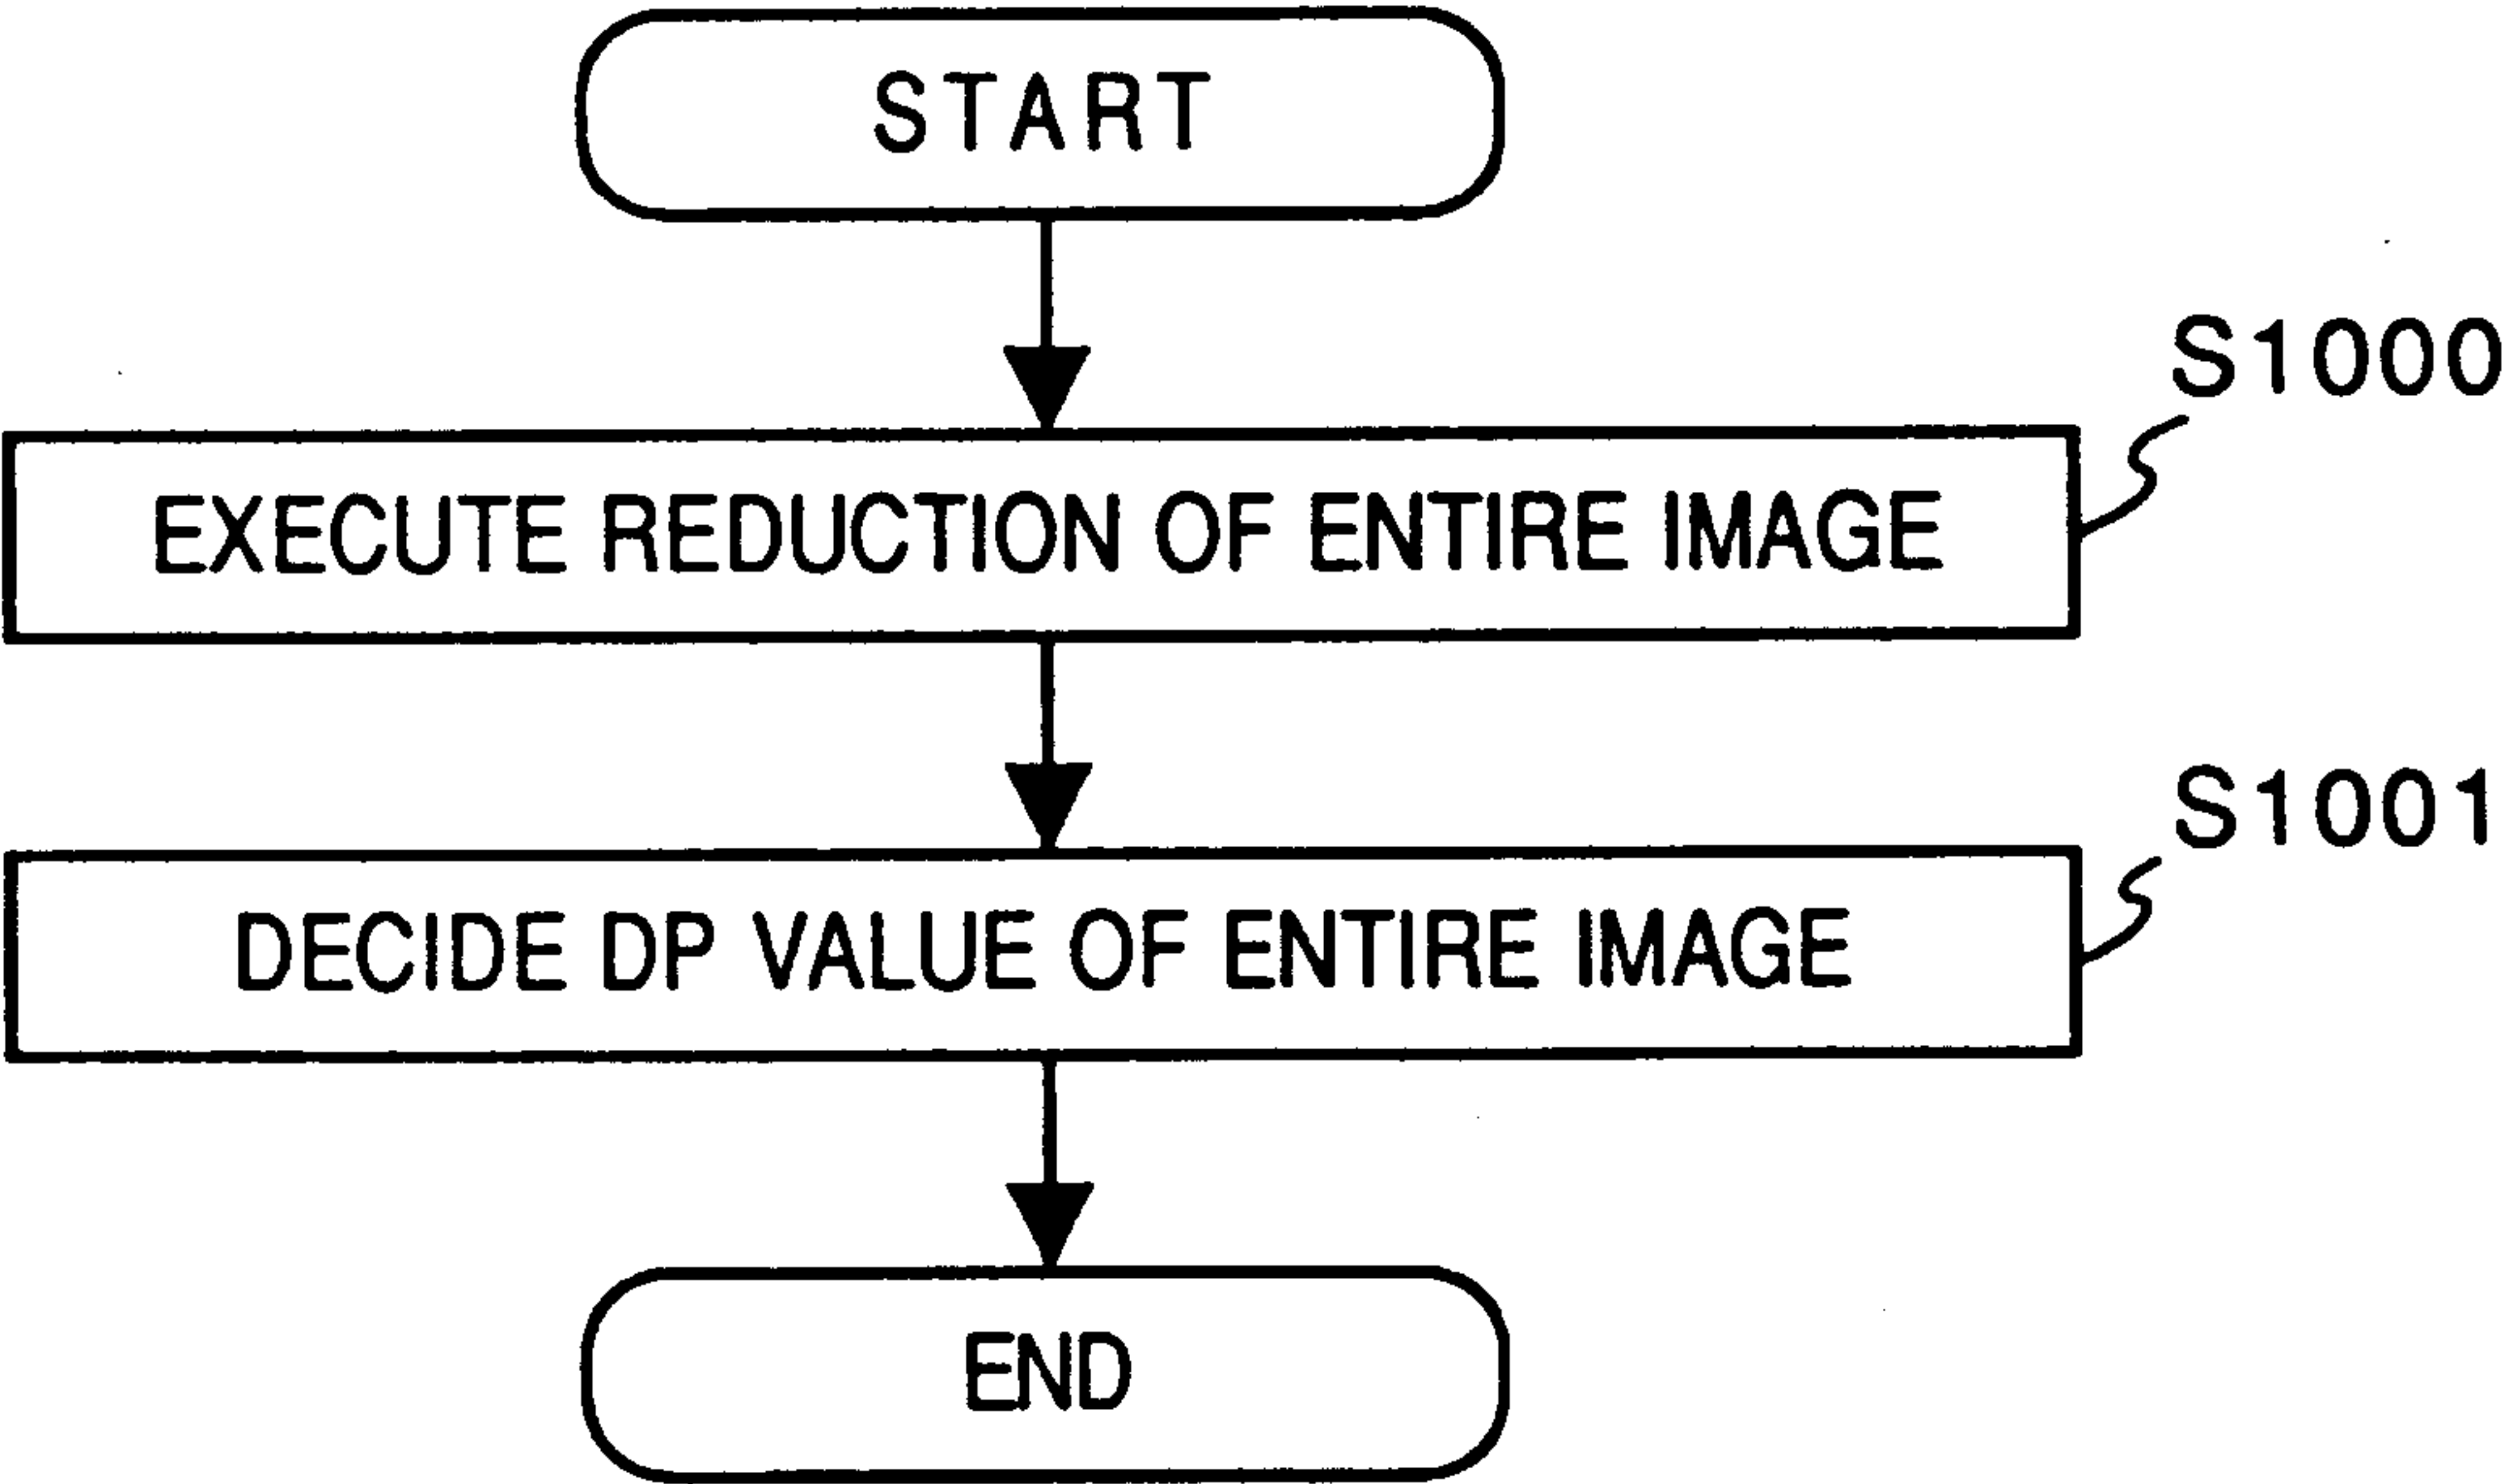 START
S1000
EXECUTE REDUCTION OF ENTIRE IMAGE
S1001
DECIDE DP VALUE OF ENTIRE IMAGE
END